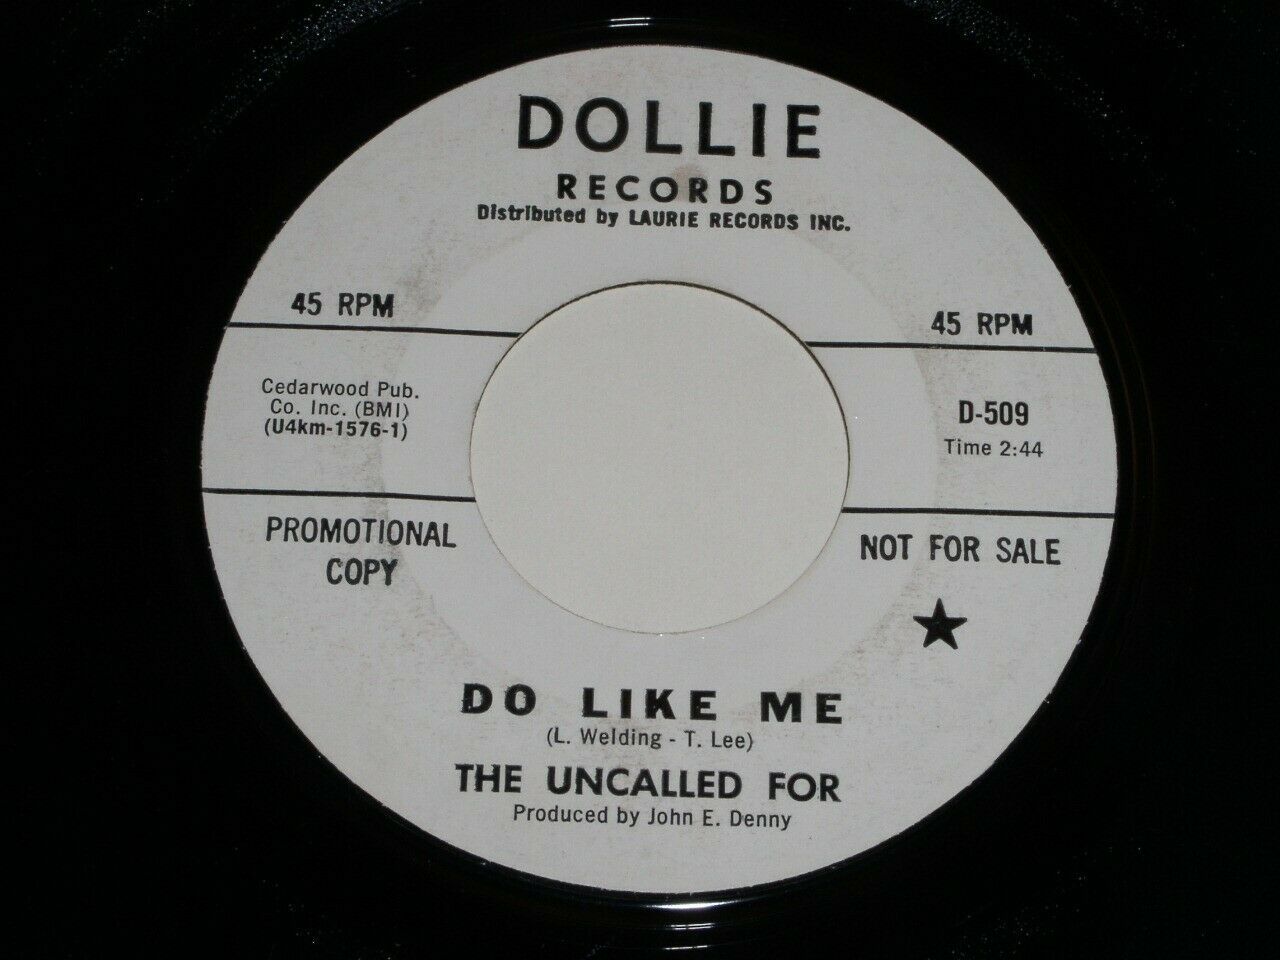 DOLLIE
RECORDS
Distributed by LAURIE RECORDS INC.
45 RPM
45 RPM
Cedarwood Pub.
Co. Inc. (BMI)
(U4km-1576-1)
D-509
Time 2:44
PROMOTIONAL
COPY
NOT FOR SALE
DO LIKE ME
(L. Welding - T. Lee)
THE UNCALLED FOR
Produced by John E. Denny